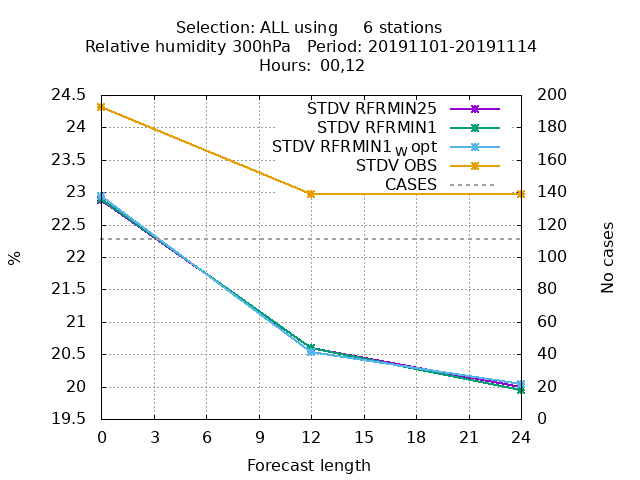 Selection: ALL using     6 stations
Relative humidity 300hPa   Period: 20191101-20191114
Hours: 00,12
STDV RFRMIN25
STDV RFRMIN1
STDV RFRMIN1_w opt
STDV OBS
CASES
24.5
24
23.5
23
22.5
22
21.5
21
20.5
20
19.5
%
200
180
160
140
120
100
80
60
40
20
0
No cases
0 3 6 9 12 15 18 21 24
Forecast length